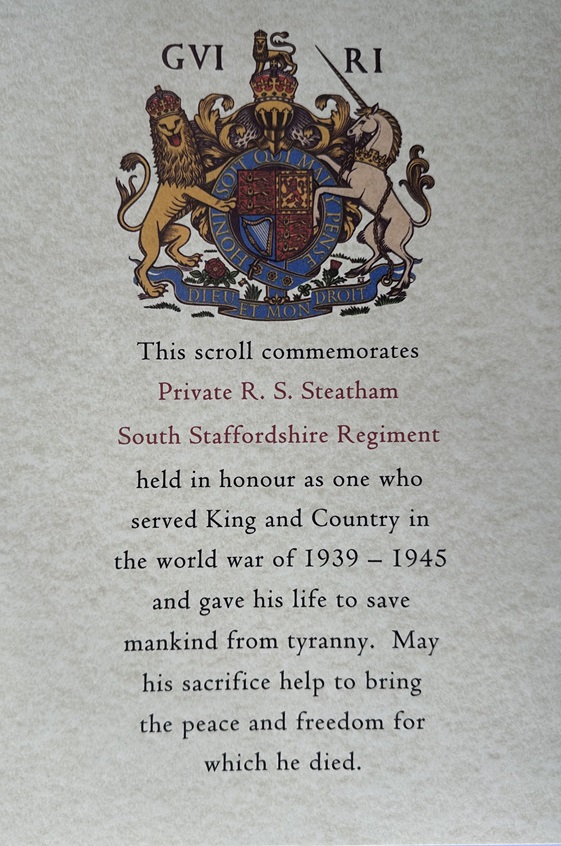 GVI RI
HONI SOIT QUI MAL Y PENSE
DIEU ET MON DROIT
This scroll commemorates
Private R. S. Steatham
South Staffordshire Regiment
held in honour as one who
served King and Country in
the world war of 1939 – 1945
and gave his life to save
mankind from tyranny. May
his sacrifice help to bring
the peace and freedom for
which he died.